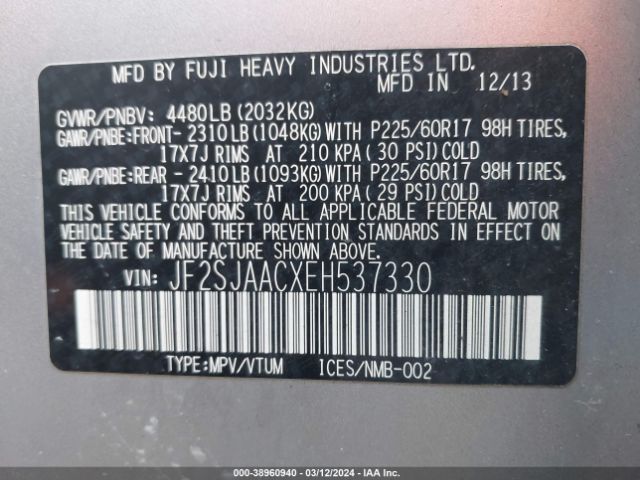 MFD BY FUJI HEAVY INDUSTRIES LTD.
MFD IN 12/13
GVWR/PNBV: 4480LB (2032KG)
GAWR/PNBE:FRONT- 2310LB (1048KG) WITH P225/60R17 98H TIRES,
17X7J RIMS AT 210 KPA ( 30 PSI) COLD
GAWR/PNBE:REAR - 2410LB (1093KG) WITH P225/60R17 98H TIRES,
17X7J RIMS AT 200 KPA ( 29 PSI) COLD
THIS VEHICLE CONFORMS TO ALL APPLICABLE FEDERAL MOTOR
VEHICLE SAFETY AND THEFT PREVENTION STANDARDS IN EFFECT ON
THE DATE OF MANUFACTURE SHOWN ABOVE.
VIN: JF2SJAACXEH537330
TYPE:MPV/VTUM ICES/NMB-002
000-38960940 - 03/12/2024 - IAA Inc.